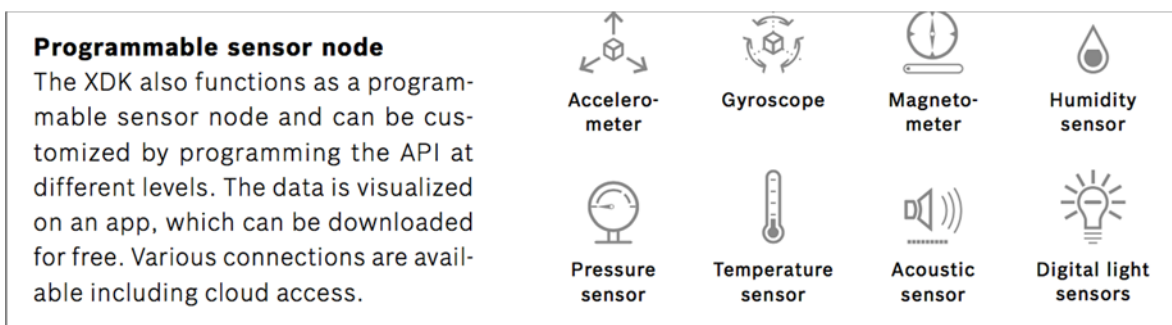 Programmable sensor node
The XDK also functions as a program-
mable sensor node and can be cus-
tomized by programming the API at
different levels. The data is visualized
on an app, which can be downloaded
for free. Various connections are avail-
able including cloud access.
Accelero-
meter
Gyroscope
Magneto-
meter
Humidity
sensor
Pressure
sensor
Temperature
sensor
Acoustic
sensor
Digital light
sensors